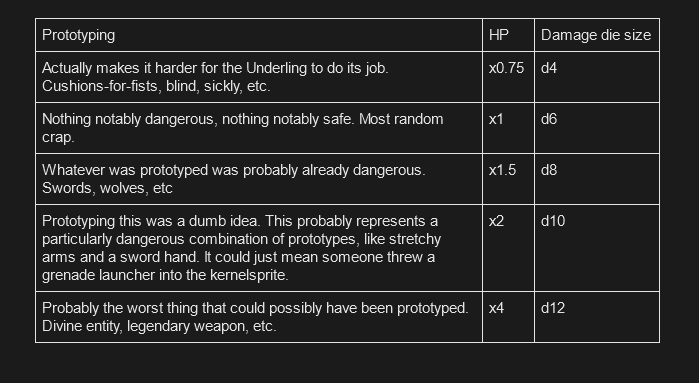 Prototyping HP Damage die size
Actually makes it harder for the Underling to do its job. x0.75 d4
Cushions-for-fists, blind, sickly, etc.
Nothing notably dangerous, nothing notably safe. Most random x1 d6
crap.
Whatever was prototyped was probably already dangerous. x1.5 d8
Swords, wolves, etc
Prototyping this was a dumb idea. This probably represents a x2 d10
particularly dangerous combination of prototypes, like stretchy
arms and a sword hand. It could just mean someone threw a
grenade launcher into the kernelsprite.
Probably the worst thing that could possibly have been prototyped. x4 d12
Divine entity, legendary weapon, etc.